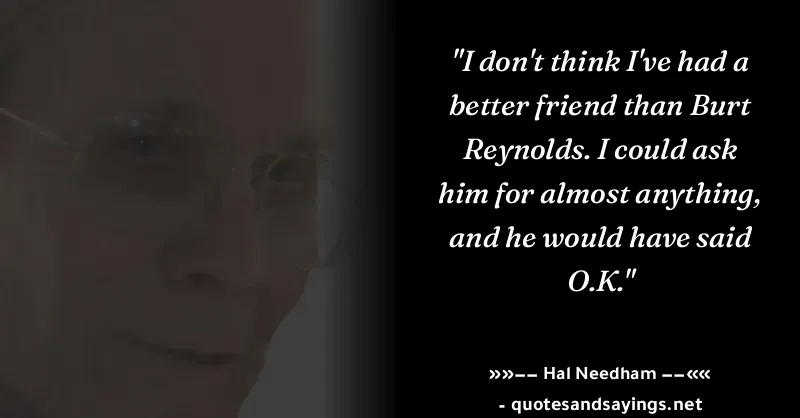 "I don't think I've had a
better friend than Burt
Reynolds. I could ask
him for almost anything,
and he would have said
O.K."
»»–– Hal Needham ––««
- quotesandsayings.net